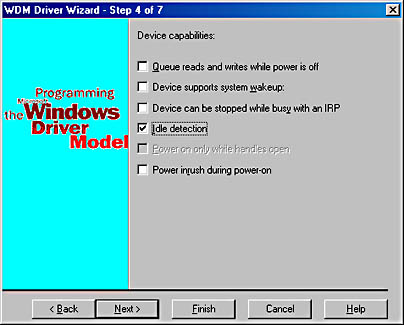 WDM Driver Wizard - Step 4 of 7
Programming
Microsoft
the Windows
Driver
Model
Device capabilities:
Queue reads and writes while power is off
Device supports system wakeup:
Device can be stopped while busy with an IRP
Idle detection
Power on only while handles open
Power inrush during power-on
< Back
Next >
Finish
Cancel
Help